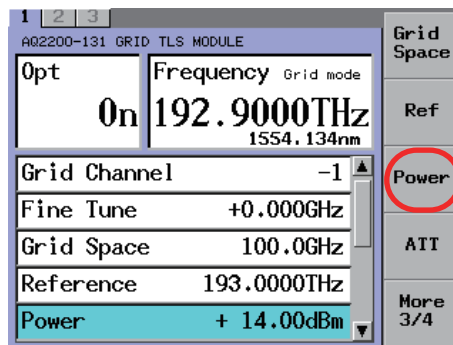 1 2 3
AQ2200-131 GRID TLS MODULE
Opt
On
Frequency Grid mode
192.9000THz
1554.134nm
Grid Channel -1
Fine Tune +0.000GHz
Grid Space 100.0GHz
Reference 193.0000THz
Power + 14.00dBm
Grid Space
Ref
Power
ATT
More 3/4